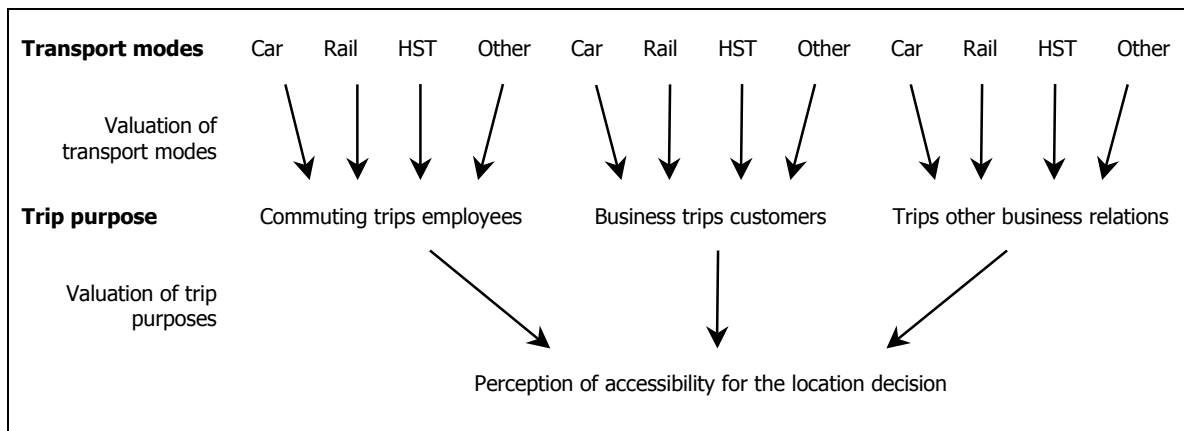 Transport modes Car Rail HST Other Car Rail HST Other Car Rail HST Other
Valuation of
transport modes
Trip purpose Commuting trips employees Business trips customers Trips other business relations
Valuation of trip
purposes
Perception of accessibility for the location decision